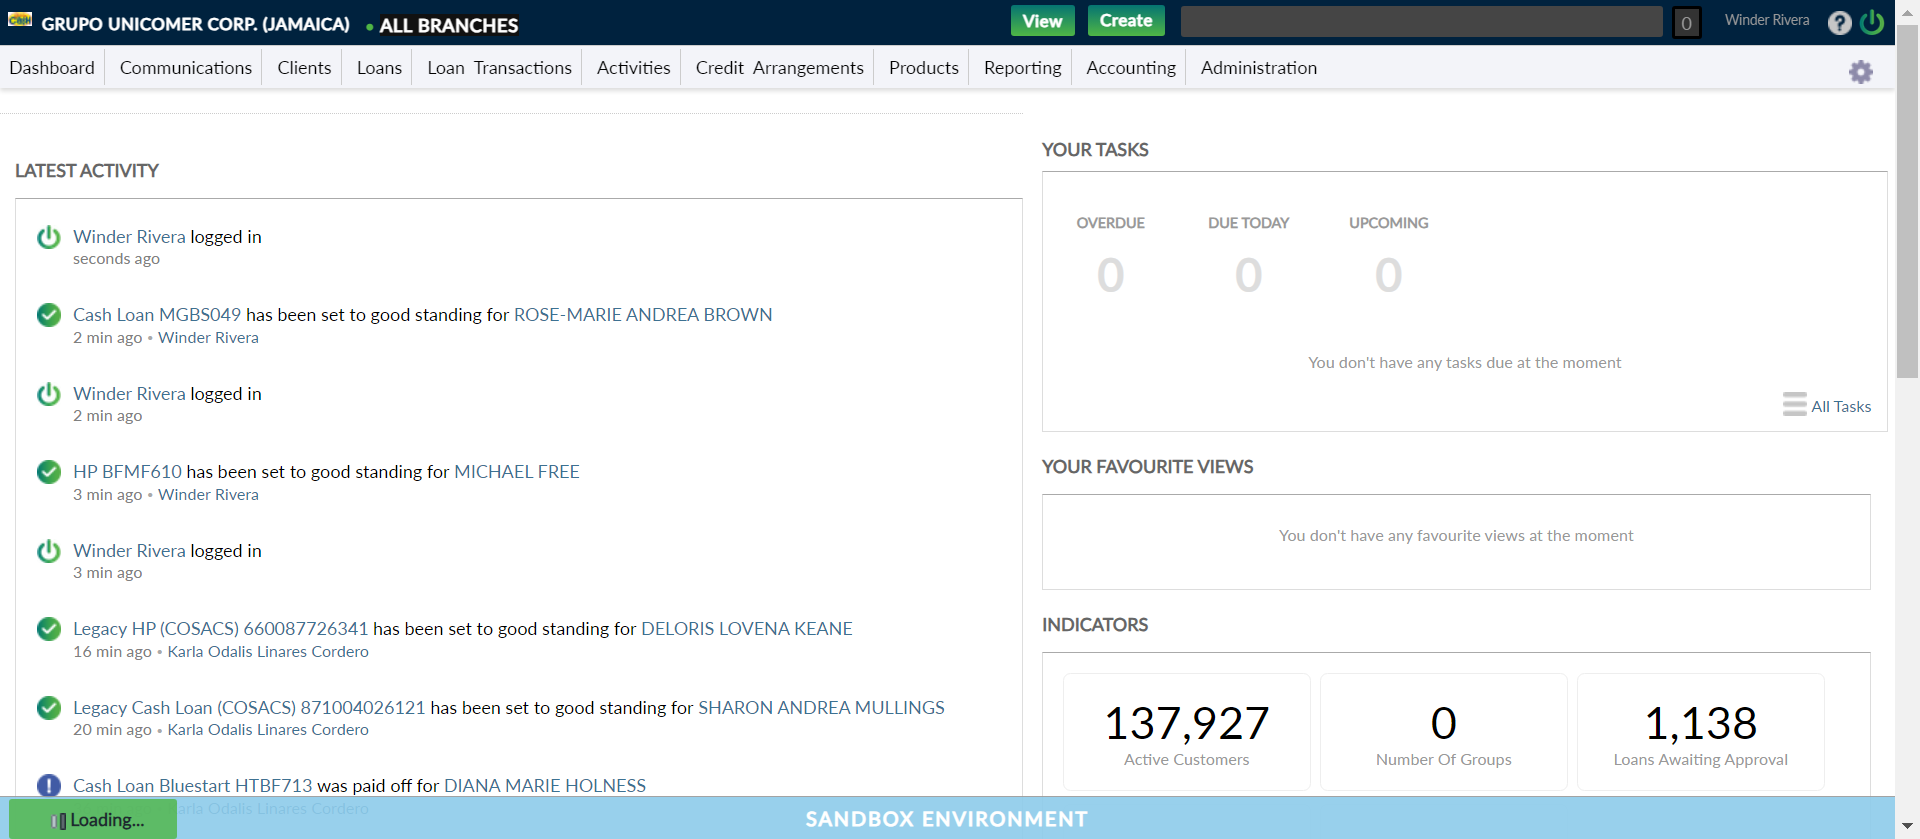 Cash
GRUPO UNICOMER CORP. (JAMAICA) • ALL BRANCHES
View
Create
0
Winder Rivera
?
Dashboard
Communications
Clients
Loans
Loan Transactions
Activities
Credit Arrangements
Products
Reporting
Accounting
Administration
LATEST ACTIVITY
Winder Rivera logged in
seconds ago
Cash Loan MGBS049 has been set to good standing for ROSE-MARIE ANDREA BROWN
2 min ago • Winder Rivera
Winder Rivera logged in
2 min ago
HP BFMF610 has been set to good standing for MICHAEL FREE
3 min ago • Winder Rivera
Winder Rivera logged in
3 min ago
Legacy HP (COSACS) 660087726341 has been set to good standing for DELORIS LOVENA KEANE
16 min ago • Karla Odalis Linares Cordero
Legacy Cash Loan (COSACS) 871004026121 has been set to good standing for SHARON ANDREA MULLINGS
20 min ago • Karla Odalis Linares Cordero
Cash Loan Bluestart HTBF713 was paid off for DIANA MARIE HOLNESS
arla Odalis Linares Cordero
YOUR TASKS
OVERDUE
DUE TODAY
UPCOMING
0
0
0
You don't have any tasks due at the moment
All Tasks
YOUR FAVOURITE VIEWS
You don't have any favourite views at the moment
INDICATORS
137,927
Active Customers
0
Number Of Groups
1,138
Loans Awaiting Approval
Loading...
SANDBOX ENVIRONMENT